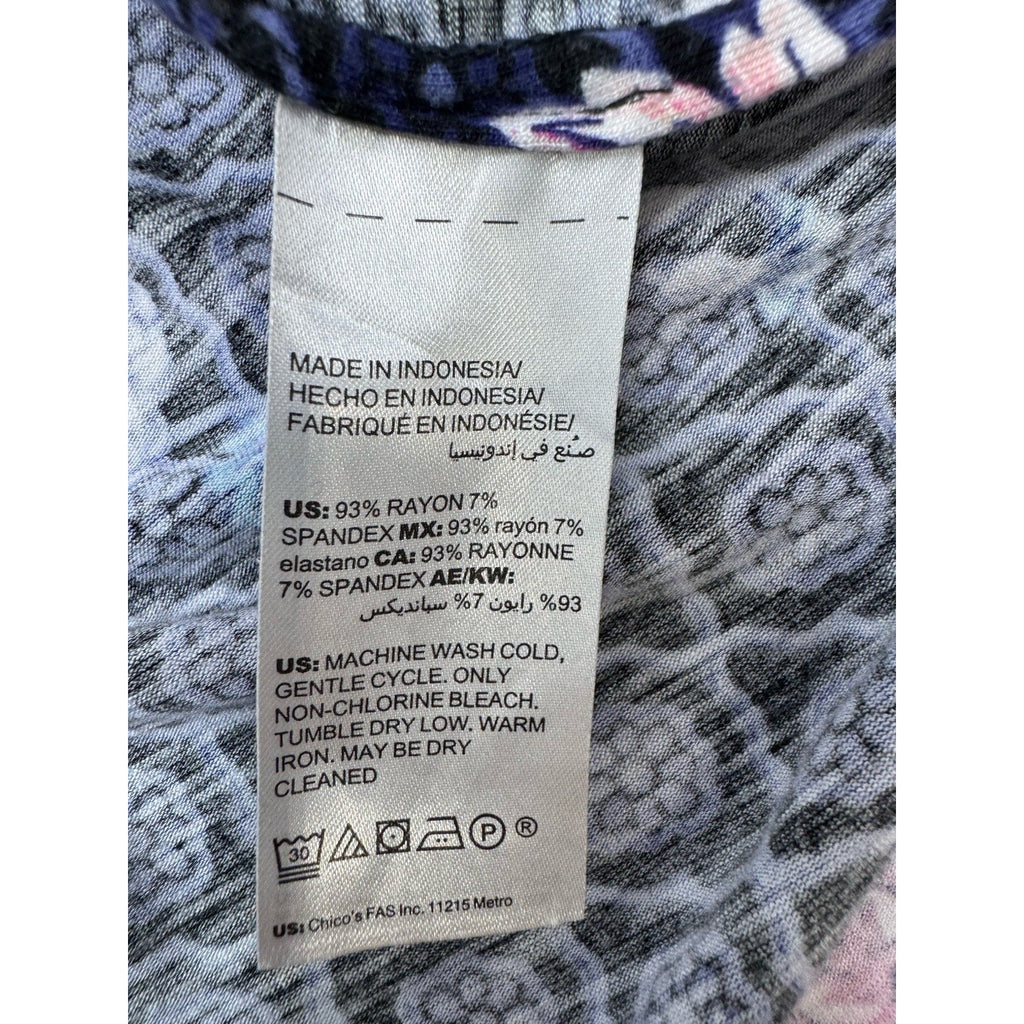 MADE IN INDONESIA/
HECHO EN INDONESIA/
FABRIQUÉ EN INDONÉSIE/
صُنع في إندونيسيا
US: 93% RAYON 7%
SPANDEX MX: 93% rayón 7%
elastano CA: 93% RAYONNE
7% SPANDEX AE/KW:
93% رايون 7% سبانديكس
US: MACHINE WASH COLD,
GENTLE CYCLE. ONLY
NON-CHLORINE BLEACH.
TUMBLE DRY LOW. WARM
IRON. MAY BE DRY
CLEANED
30 P ®
US: Chico's FAS Inc. 11215 Metro